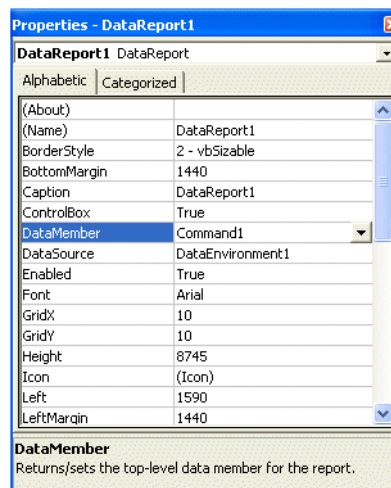 Properties - DataReport1
DataReport1 DataReport
Alphabetic Categorized
(About)
(Name) DataReport1
BorderStyle 2 - vbSizable
BottomMargin 1440
Caption DataReport1
ControlBox True
DataMember Command1
DataSource DataEnvironment1
Enabled True
Font Arial
GridX 10
GridY 10
Height 8745
Icon (Icon)
Left 1590
LeftMargin 1440
DataMember
Returns/sets the top-level data member for the report.